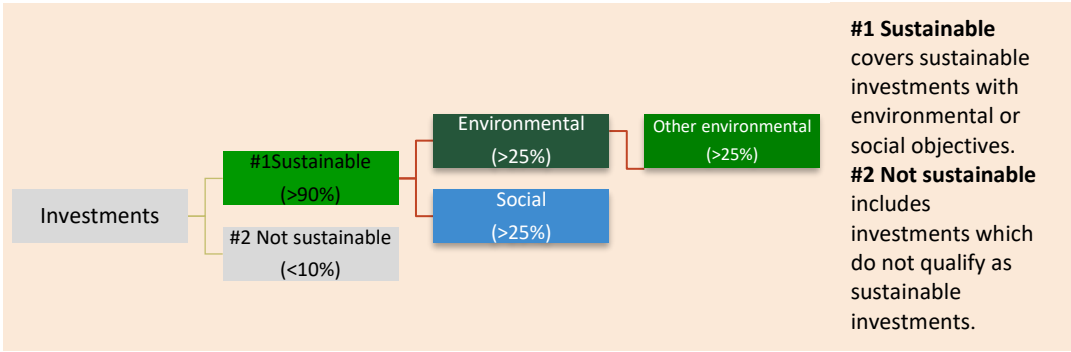 Investments
#1Sustainable
(>90%)
#2 Not sustainable
(<10%)
Environmental
(>25%)
Social
(>25%)
Other environmental
(>25%)
#1 Sustainable
covers sustainable
investments with
environmental or
social objectives.
#2 Not sustainable
includes
investments which
do not qualify as
sustainable
investments.